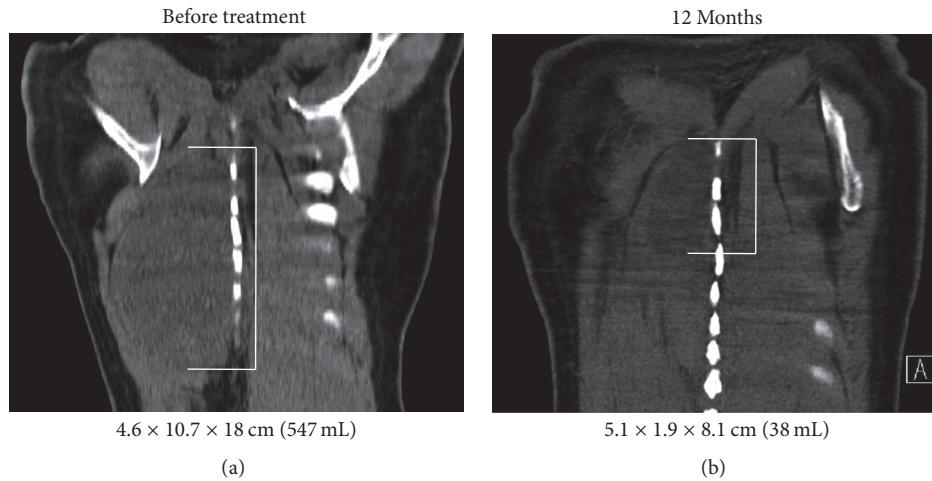 Before treatment
12 Months
A
4.6 × 10.7 × 18 cm (547 mL)
5.1 × 1.9 × 8.1 cm (38 mL)
(a)
(b)